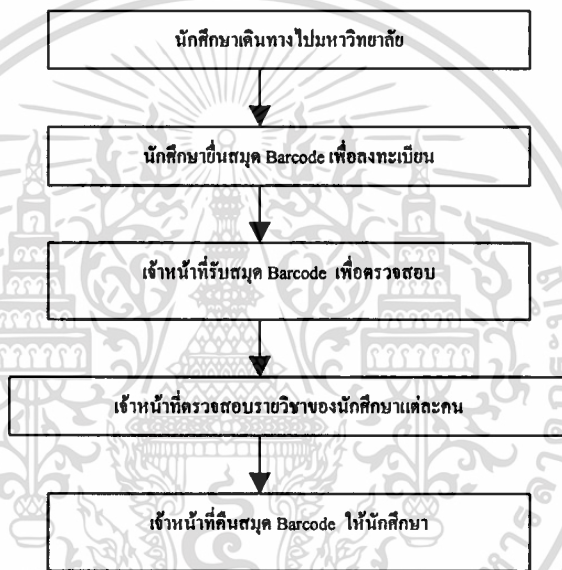 นักศึกษาเดินทางไปมหาวิทยาลัย
นักศึกษายื่นสมุด Barcode เพื่อลงทะเบียน
เจ้าหน้าที่รับสมุด Barcode เพื่อตรวจสอบ
เจ้าหน้าที่ตรวจสอบรายวิชาของนักศึกษาแต่ละคน
เจ้าหน้าที่คืนสมุด Barcode ให้นักศึกษา